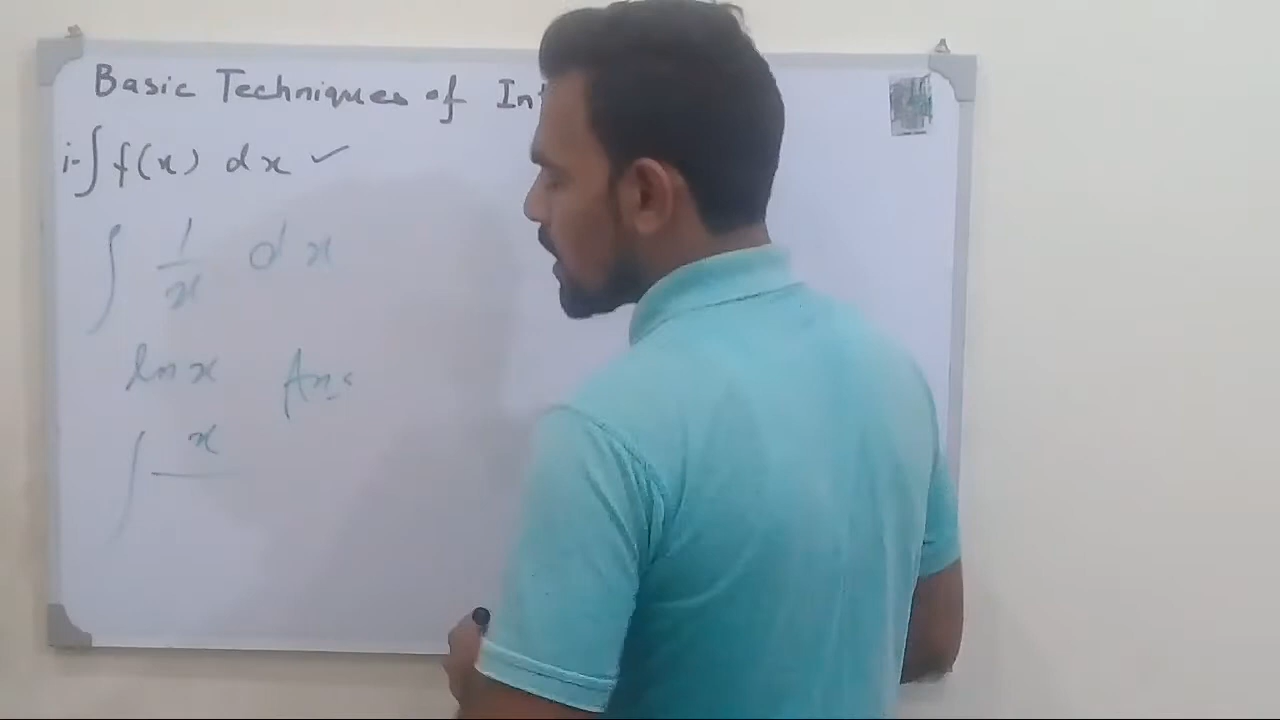 Basic Techniques of In
i- ∫ f(x) dx ✓
∫ 1/x dx
ln x Ans
∫ x/